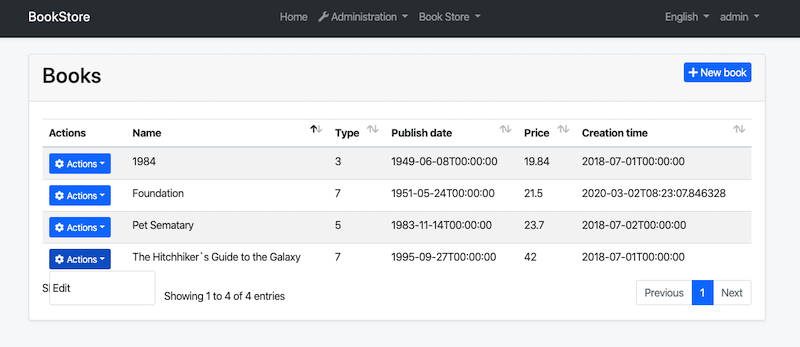 BookStore Home Administration Book Store English admin
Books
New book
Actions Name Type Publish date Price Creation time
Actions 1984 3 1949-06-08T00:00:00 19.84 2018-07-01T00:00:00
Actions Foundation 7 1951-05-24T00:00:00 21.5 2020-03-02T08:23:07.846328
Actions Pet Sematary 5 1983-11-14T00:00:00 23.7 2018-07-02T00:00:00
Actions The Hitchhiker`s Guide to the Galaxy 7 1995-09-27T00:00:00 42 2018-07-01T00:00:00
Edit
Showing 1 to 4 of 4 entries
Previous 1 Next